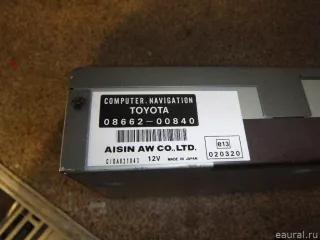 COMPUTER. NAVIGATION
TOYOTA
08662-00840
AISIN AW CO.,LTD.
12V
MADE IN JAPAN
e13
020320
eaural.ru